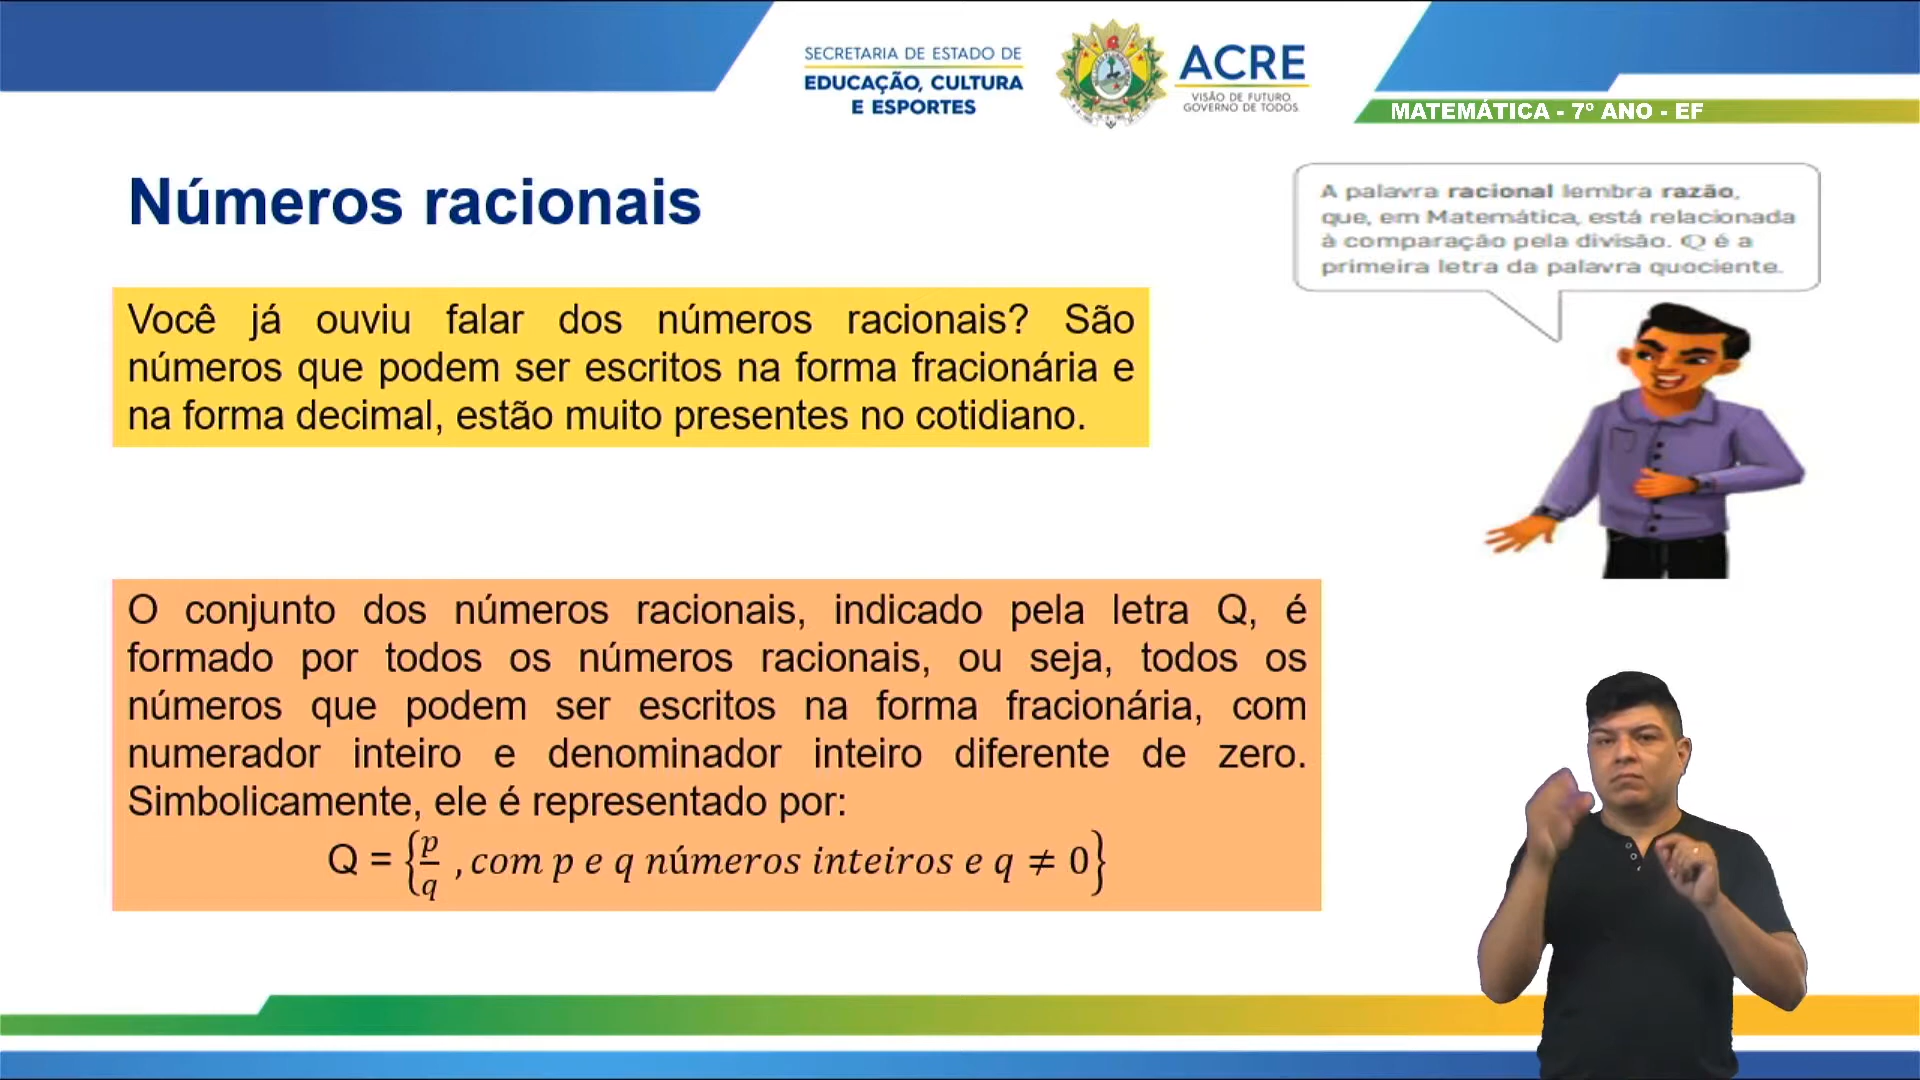 SECRETARIA DE ESTADO DE
EDUCAÇÃO, CULTURA
E ESPORTES
ACRE
VISÃO DE FUTURO
GOVERNO DE TODOS
MATEMÁTICA - 7º ANO - EF
Números racionais
A palavra racional lembra razão,
que, em Matemática, está relacionada
à comparação pela divisão. Q é a
primeira letra da palavra quociente.
Você já ouviu falar dos números racionais? São
números que podem ser escritos na forma fracionária e
na forma decimal, estão muito presentes no cotidiano.
O conjunto dos números racionais, indicado pela letra Q, é
formado por todos os números racionais, ou seja, todos os
números que podem ser escritos na forma fracionária, com
numerador inteiro e denominador inteiro diferente de zero.
Simbolicamente, ele é representado por:
Q = {p/q , com p e q números inteiros e q ≠ 0}